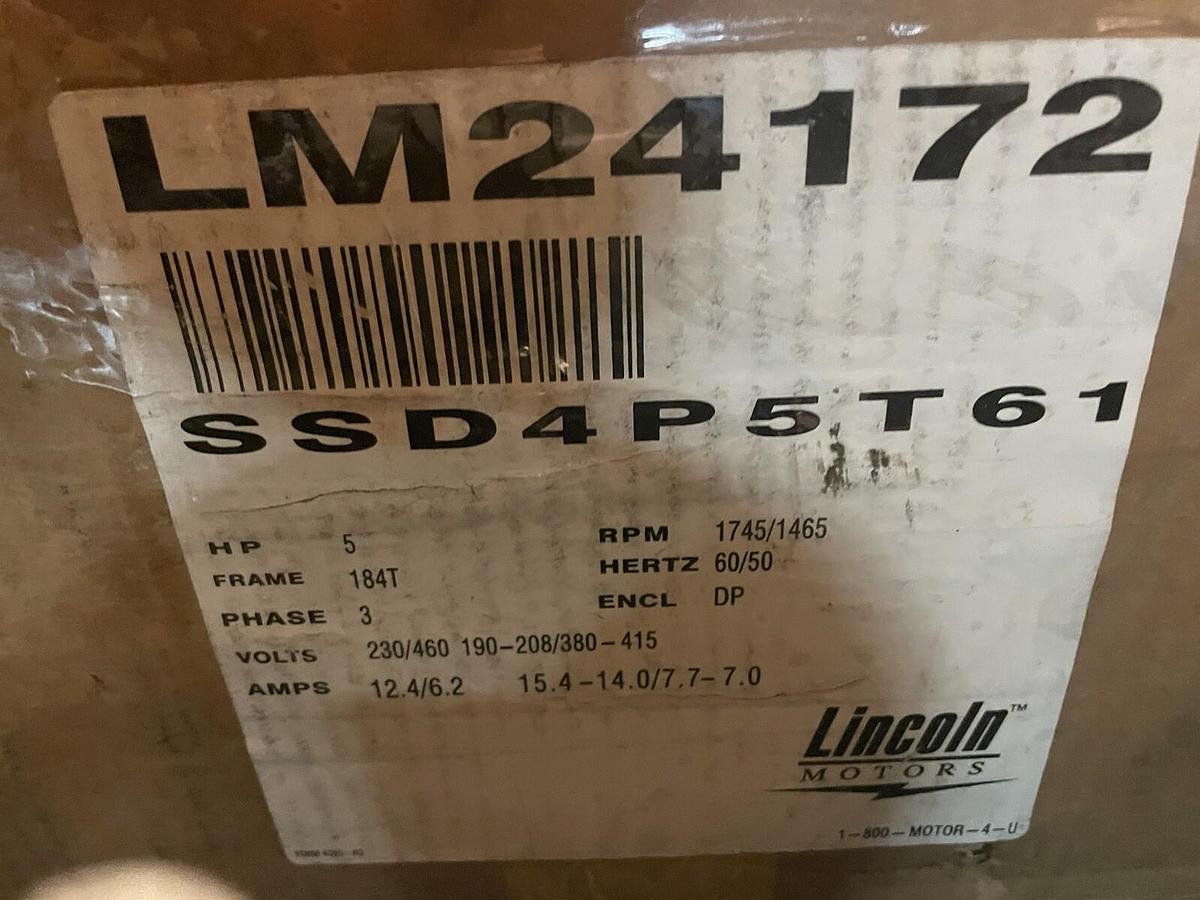 LM24172
SSD4P5T61
HP 5 RPM 1745/1465
FRAME 184T HERTZ 60/50
PHASE 3 ENCL DP
VOLTS 230/460 190-208/380-415
AMPS 12.4/6.2 15.4-14.0/7.7-7.0
Lincoln™
MOTORS
1-800-MOTOR-4-U